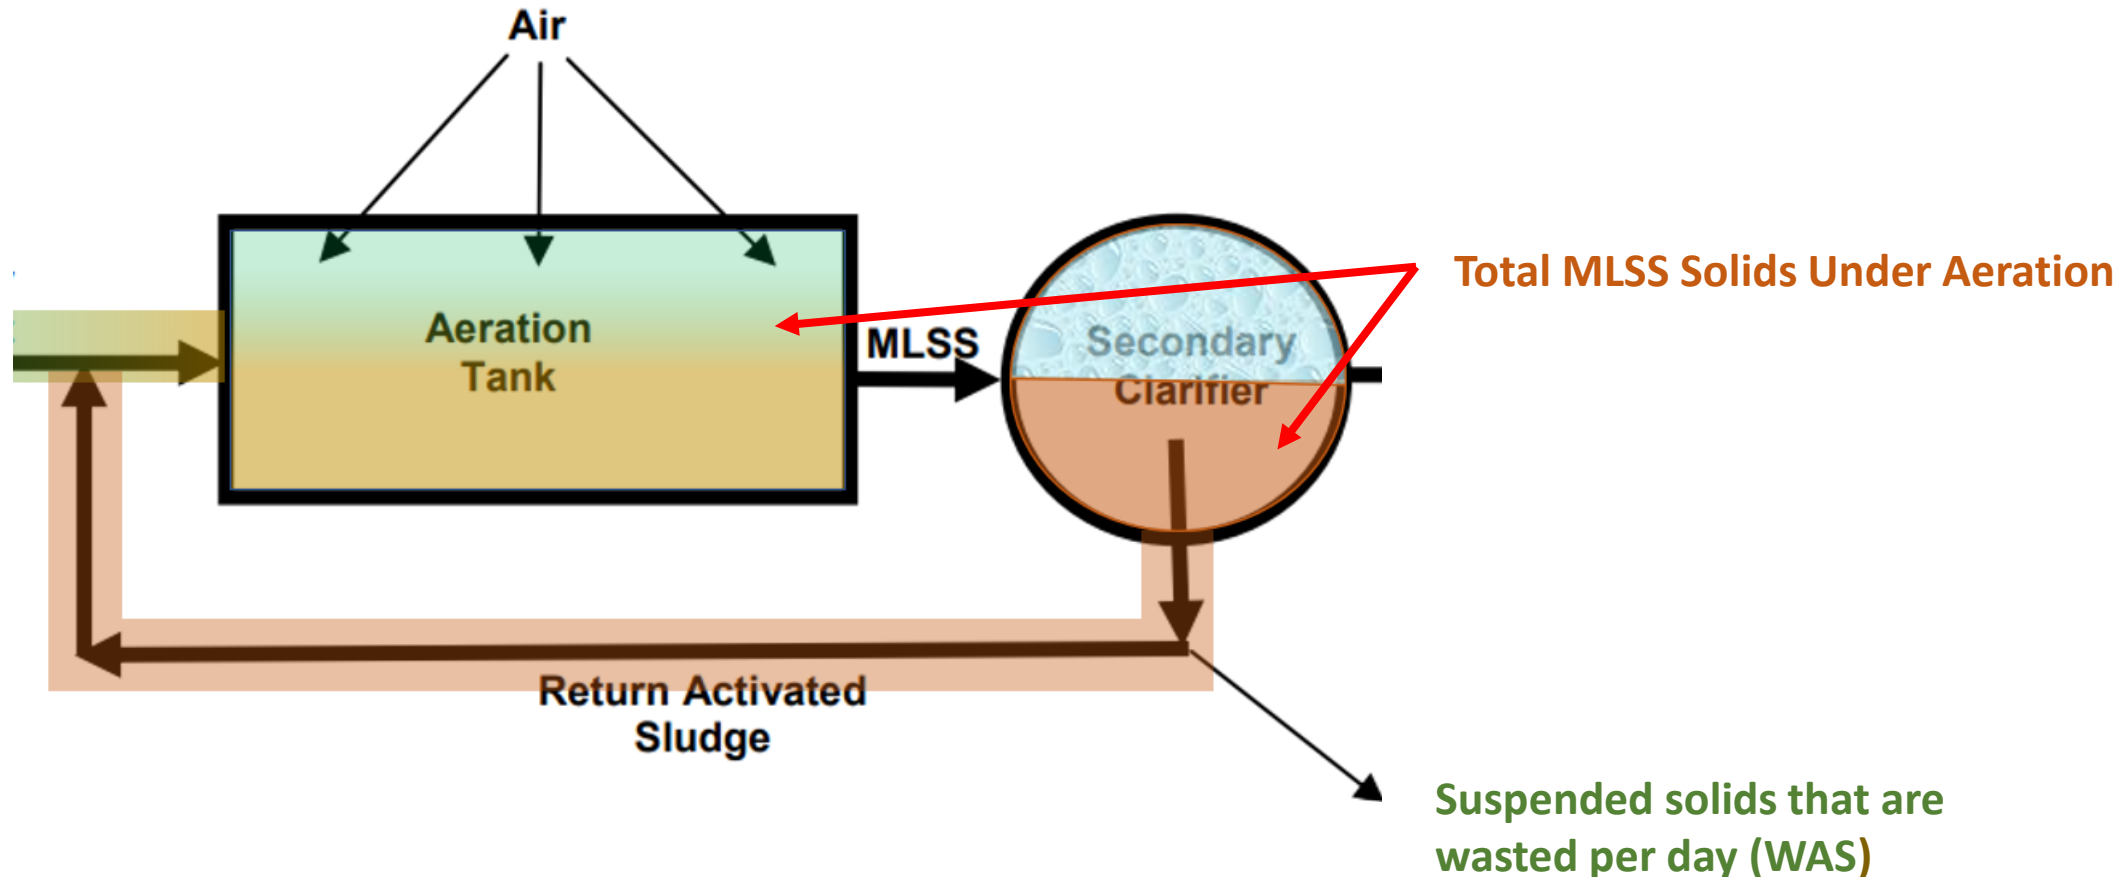 Air
Total MLSS Solids Under Aeration
Aeration
Tank
MLSS
Secondary
Clarifier
Return Activated
Sludge
Suspended solids that are
wasted per day (WAS)